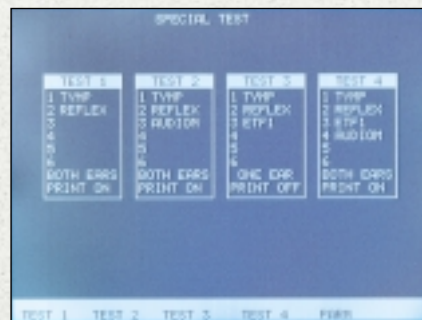 SPECIAL TEST
TEST 1
1 TYMP
2 REFLEX
3
4
5
6
BOTH EARS
PRINT ON
TEST 2
1 TYMP
2 REFLEX
3 AUDIOM
4
5
6
BOTH EARS
PRINT ON
TEST 3
1 TYMP
2 REFLEX
3 ETF1
4
5
6
ONE EAR
PRINT OFF
TEST 4
1 TYMP
2 REFLEX
3 ETF1
4 AUDIOM
5
6
BOTH EARS
PRINT ON
TEST 1 TEST 2 TEST 3 TEST 4 PARM